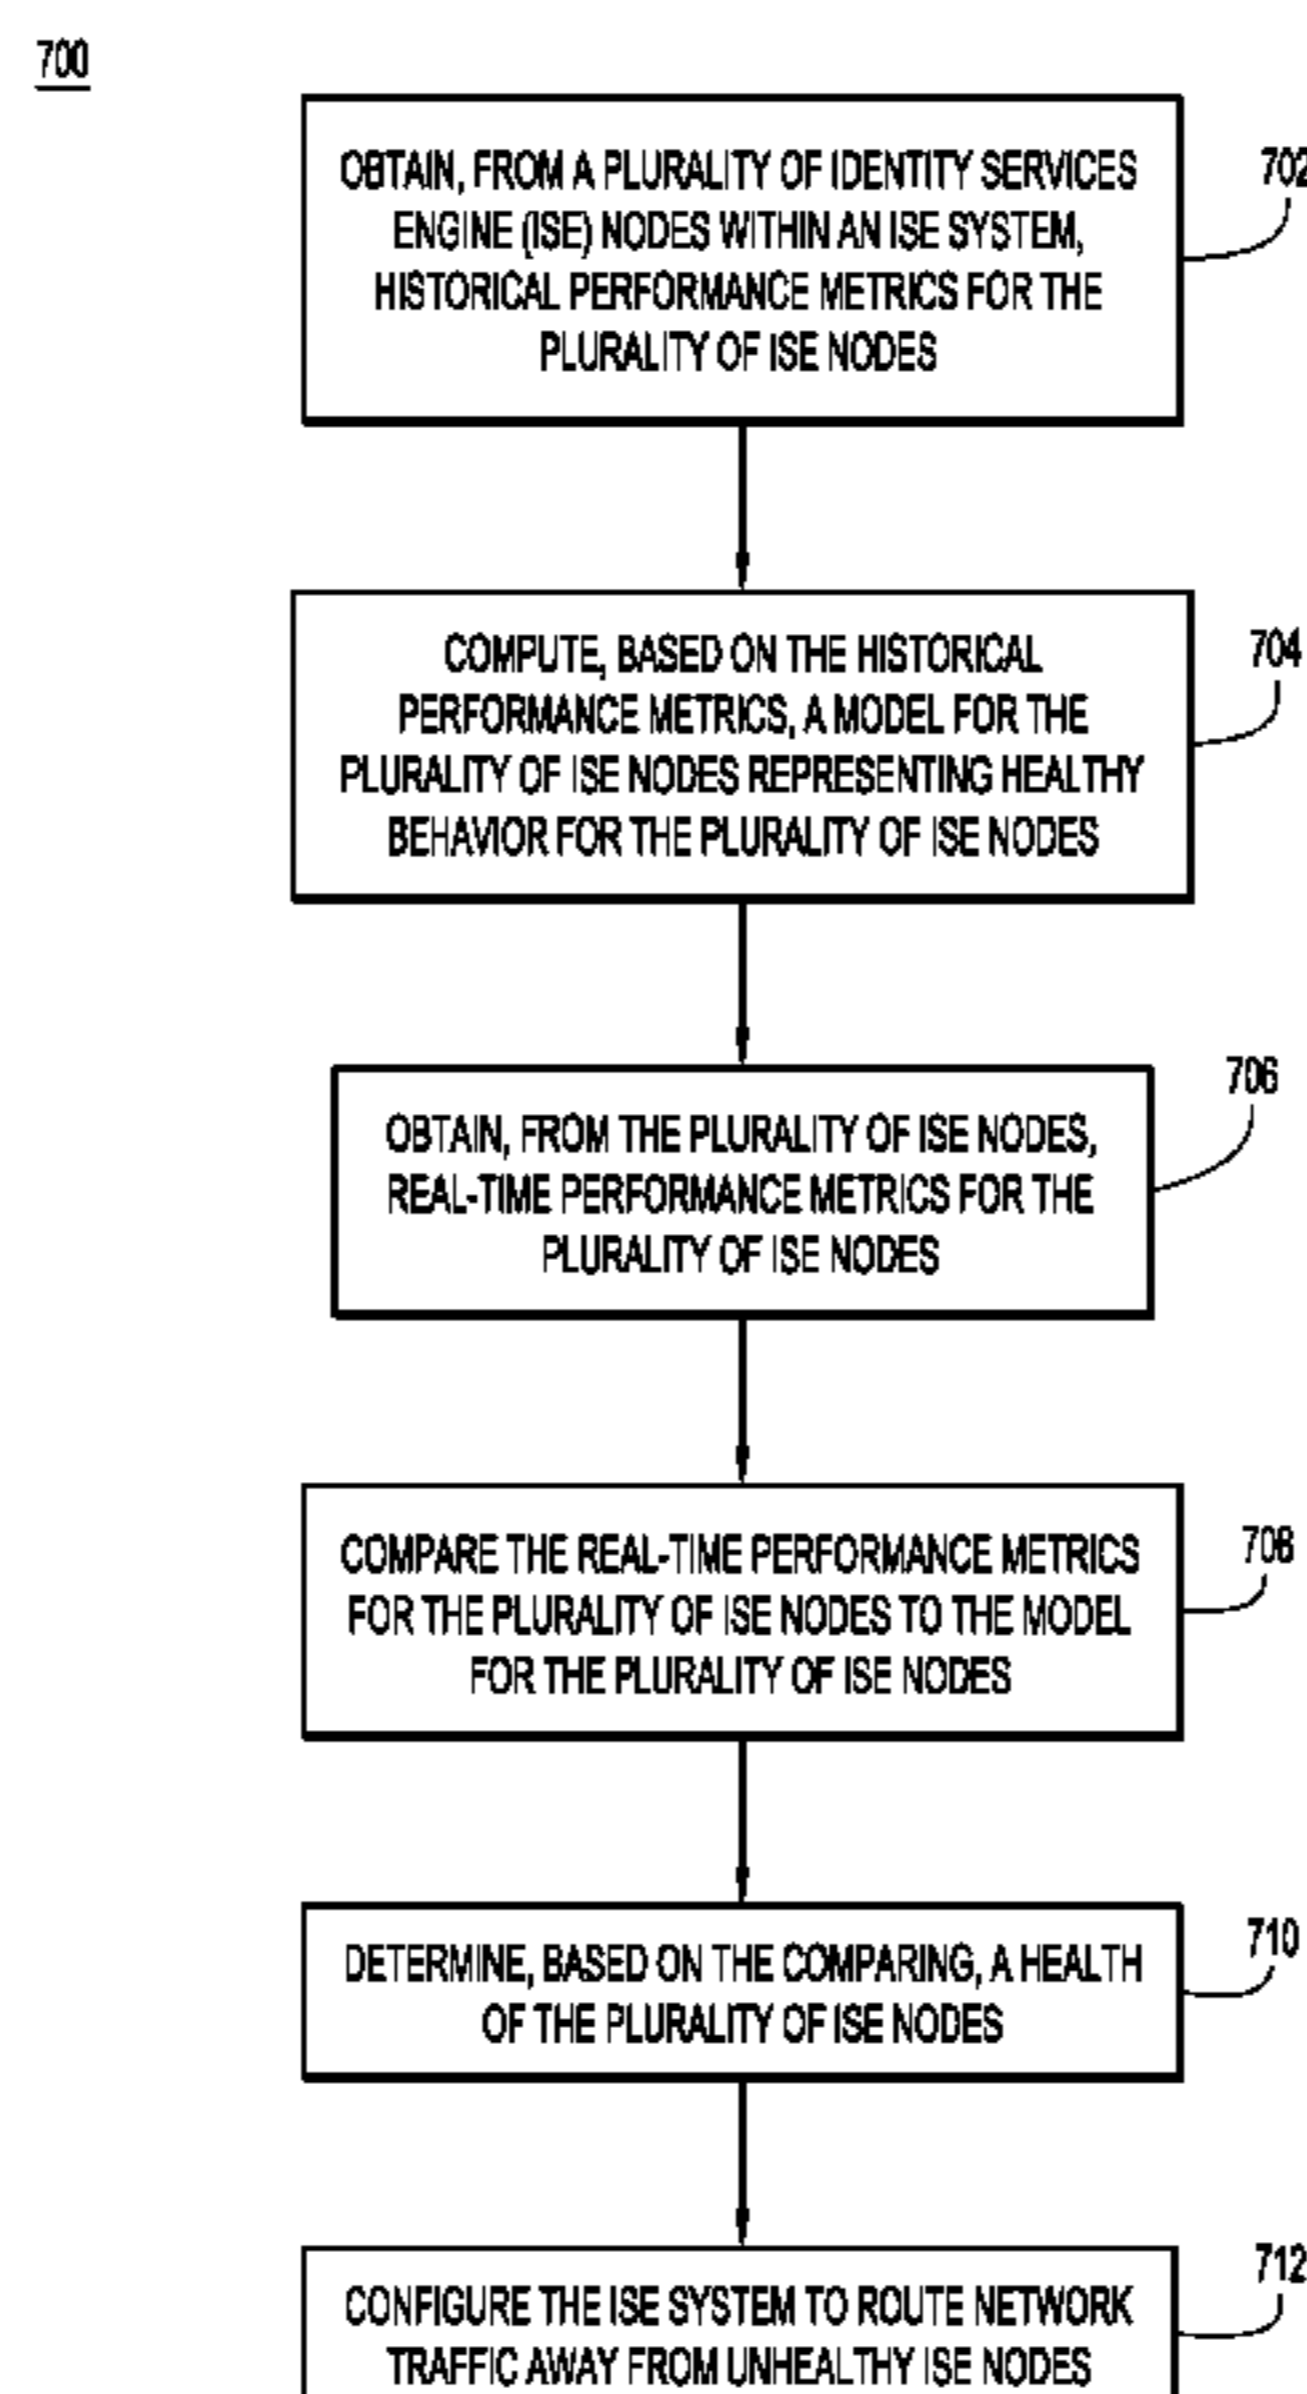 700
OBTAIN, FROM A PLURALITY OF IDENTITY SERVICES
ENGINE (ISE) NODES WITHIN AN ISE SYSTEM,
HISTORICAL PERFORMANCE METRICS FOR THE
PLURALITY OF ISE NODES
702
COMPUTE, BASED ON THE HISTORICAL
PERFORMANCE METRICS, A MODEL FOR THE
PLURALITY OF ISE NODES REPRESENTING HEALTHY
BEHAVIOR FOR THE PLURALITY OF ISE NODES
704
OBTAIN, FROM THE PLURALITY OF ISE NODES,
REAL-TIME PERFORMANCE METRICS FOR THE
PLURALITY OF ISE NODES
706
COMPARE THE REAL-TIME PERFORMANCE METRICS
FOR THE PLURALITY OF ISE NODES TO THE MODEL
FOR THE PLURALITY OF ISE NODES
708
DETERMINE, BASED ON THE COMPARING, A HEALTH
OF THE PLURALITY OF ISE NODES
710
CONFIGURE THE ISE SYSTEM TO ROUTE NETWORK
TRAFFIC AWAY FROM UNHEALTHY ISE NODES
712